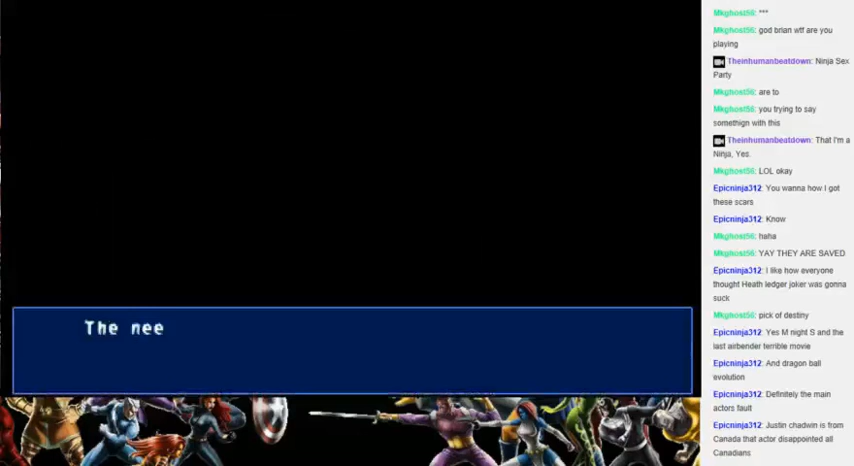 Mkghost56: ***
Mkghost56: god brian wtf are you
playing
Theinhumanbeatdown: Ninja Sex
Party
Mkghost56: are to
Mkghost56: you trying to say
somethign with this
Theinhumanbeatdown: That I'm a
Ninja, Yes.
Mkghost56: LOL okay
Epicninja312: You wanna how I got
these scars
Epicninja312: Know
Mkghost56: haha
Mkghost56: YAY THEY ARE SAVED
Epicninja312: I like how everyone
thought Heath ledger joker was gonna
suck
Mkghost56: pick of destiny
Epicninja312: Yes M night S and the
last airbender terrible movie
Epicninja312: And dragon ball
evolution
Epicninja312: Definitely the main
actors fault
Epicninja312: Justin chadwin is from
Canada that actor disappointed all
Canadians
The nee